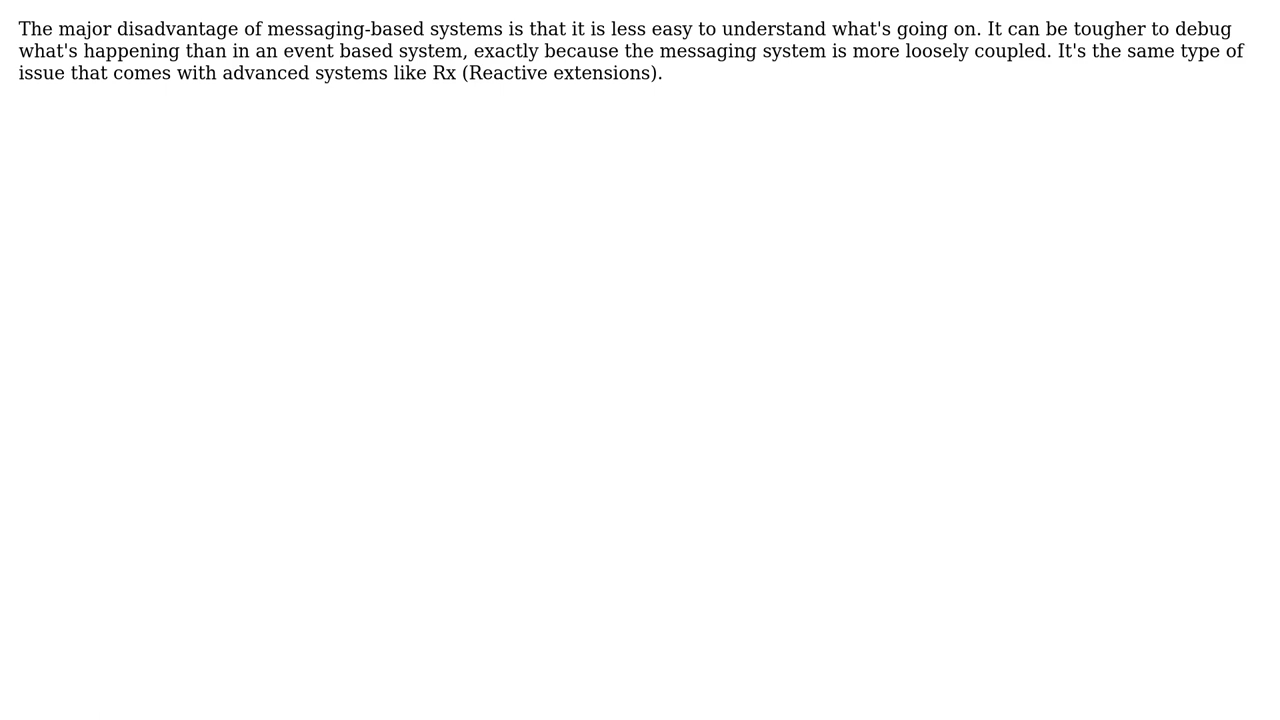 The major disadvantage of messaging-based systems is that it is less easy to understand what's going on. It can be tougher to debug
what's happening than in an event based system, exactly because the messaging system is more loosely coupled. It's the same type of
issue that comes with advanced systems like Rx (Reactive extensions).